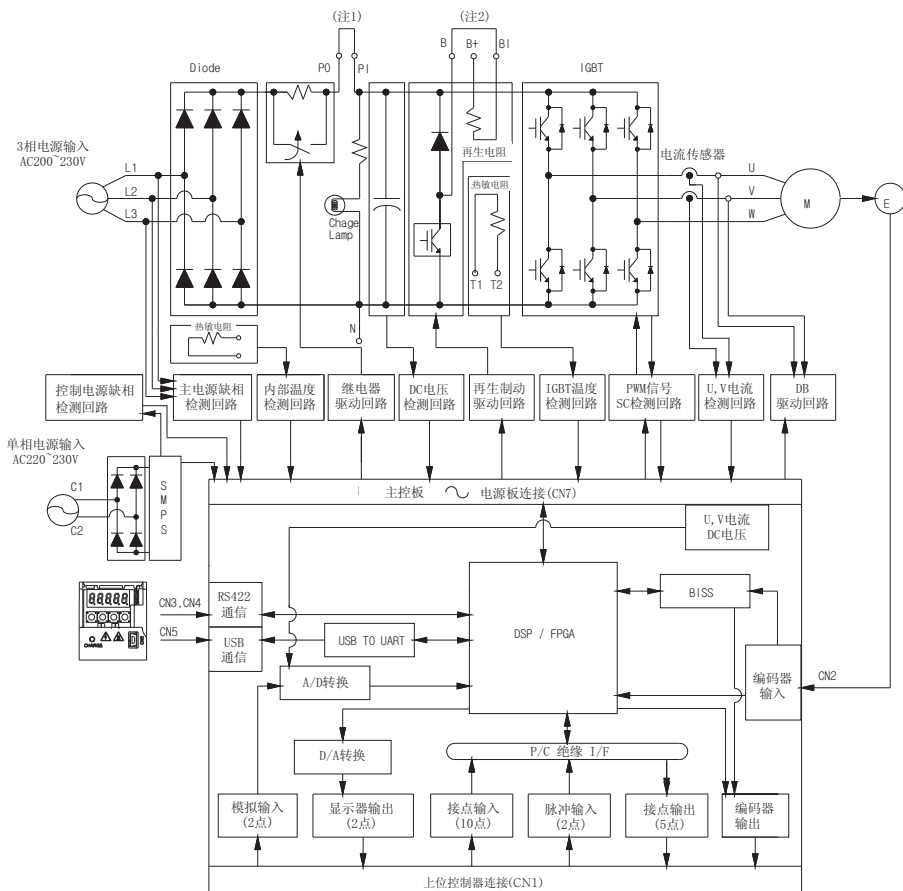 (注1)
(注2)
Diode
PO
PI
B
B+
BI
IGBT
3相电源输入
AC200~230V
L1
L2
L3
Chage
Lamp
N
再生电阻
热敏电阻
T1
T2
电流传感器
U
V
W
M
E
热敏电阻
控制电源缺相
检测回路
主电源缺相
检测回路
内部温度
检测回路
继电器
驱动回路
DC电压
检测回路
再生制动
驱动回路
IGBT温度
检测回路
PWM信号
SC检测回路
U,V电流
检测回路
DB
驱动回路
单相电源输入
AC220~230V
C1
C2
S
M
P
S
主控板
电源板连接(CN7)
U,V电流
DC电压
CN3,CN4
RS422
通信
CN5
USB
通信
USB TO UART
DSP / FPGA
BISS
A/D转换
编码器
输入
CN2
D/A转换
P/C 绝缘 I/F
模拟输入
(2点)
显示器输出
(2点)
接点输入
(10点)
脉冲输入
(2点)
接点输出
(5点)
编码器
输出
上位控制器连接(CN1)
88888
CHARGE